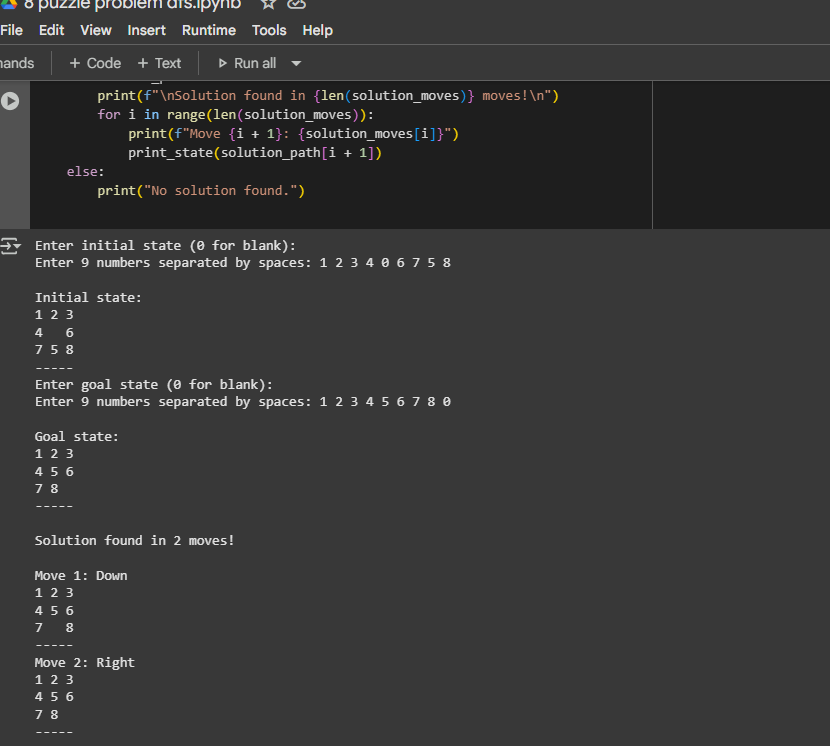 8 puzzle problem dfs.ipynb
File Edit View Insert Runtime Tools Help
+ Code + Text Run all
print(f"\nSolution found in {len(solution_moves)} moves!\n")
for i in range(len(solution_moves)):
print(f"Move {i + 1}: {solution_moves[i]}")
print_state(solution_path[i + 1])
else:
print("No solution found.")
Enter initial state (0 for blank):
Enter 9 numbers separated by spaces: 1 2 3 4 0 6 7 5 8
Initial state:
1 2 3
4   6
7 5 8
-----
Enter goal state (0 for blank):
Enter 9 numbers separated by spaces: 1 2 3 4 5 6 7 8 0
Goal state:
1 2 3
4 5 6
7 8
-----
Solution found in 2 moves!
Move 1: Down
1 2 3
4 5 6
7   8
-----
Move 2: Right
1 2 3
4 5 6
7 8
-----